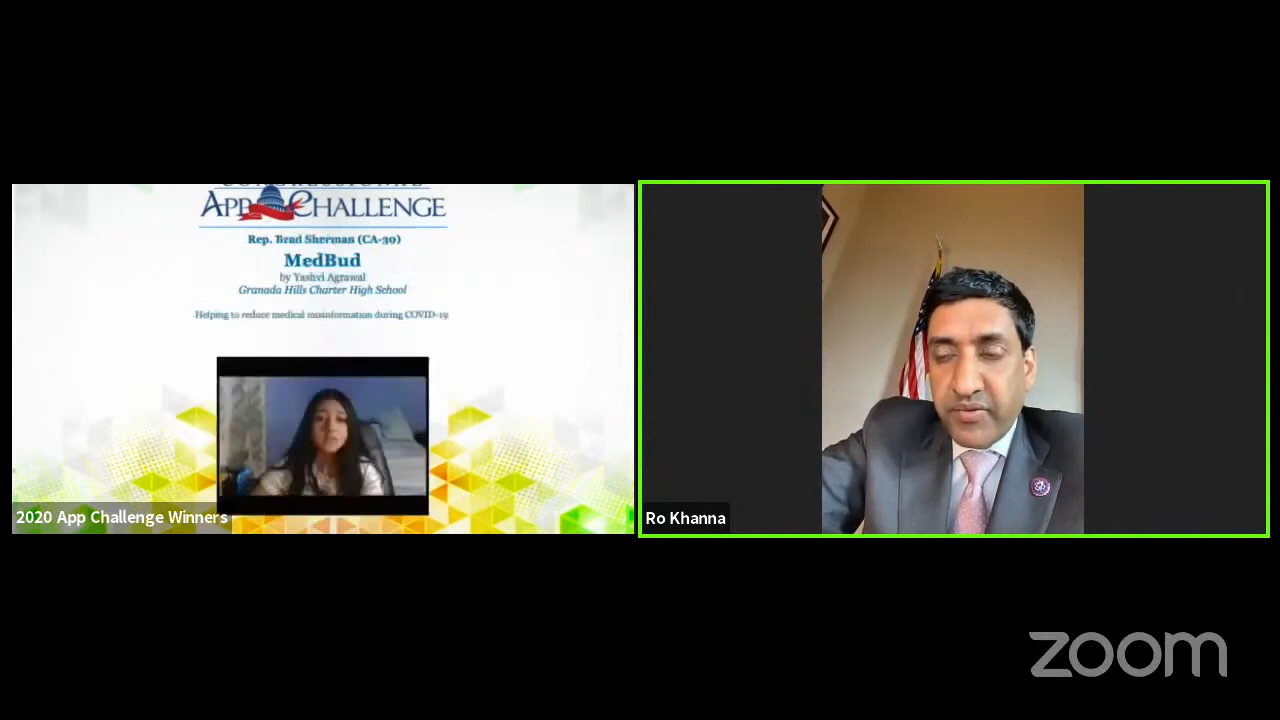 CONGRESSIONAL
APP CHALLENGE
Rep. Brad Sherman (CA-30)
MedBud
by Yashvi Agrawal
Granada Hills Charter High School
Helping to reduce medical misinformation during COVID-19
2020 App Challenge Winners
Ro Khanna
zoom